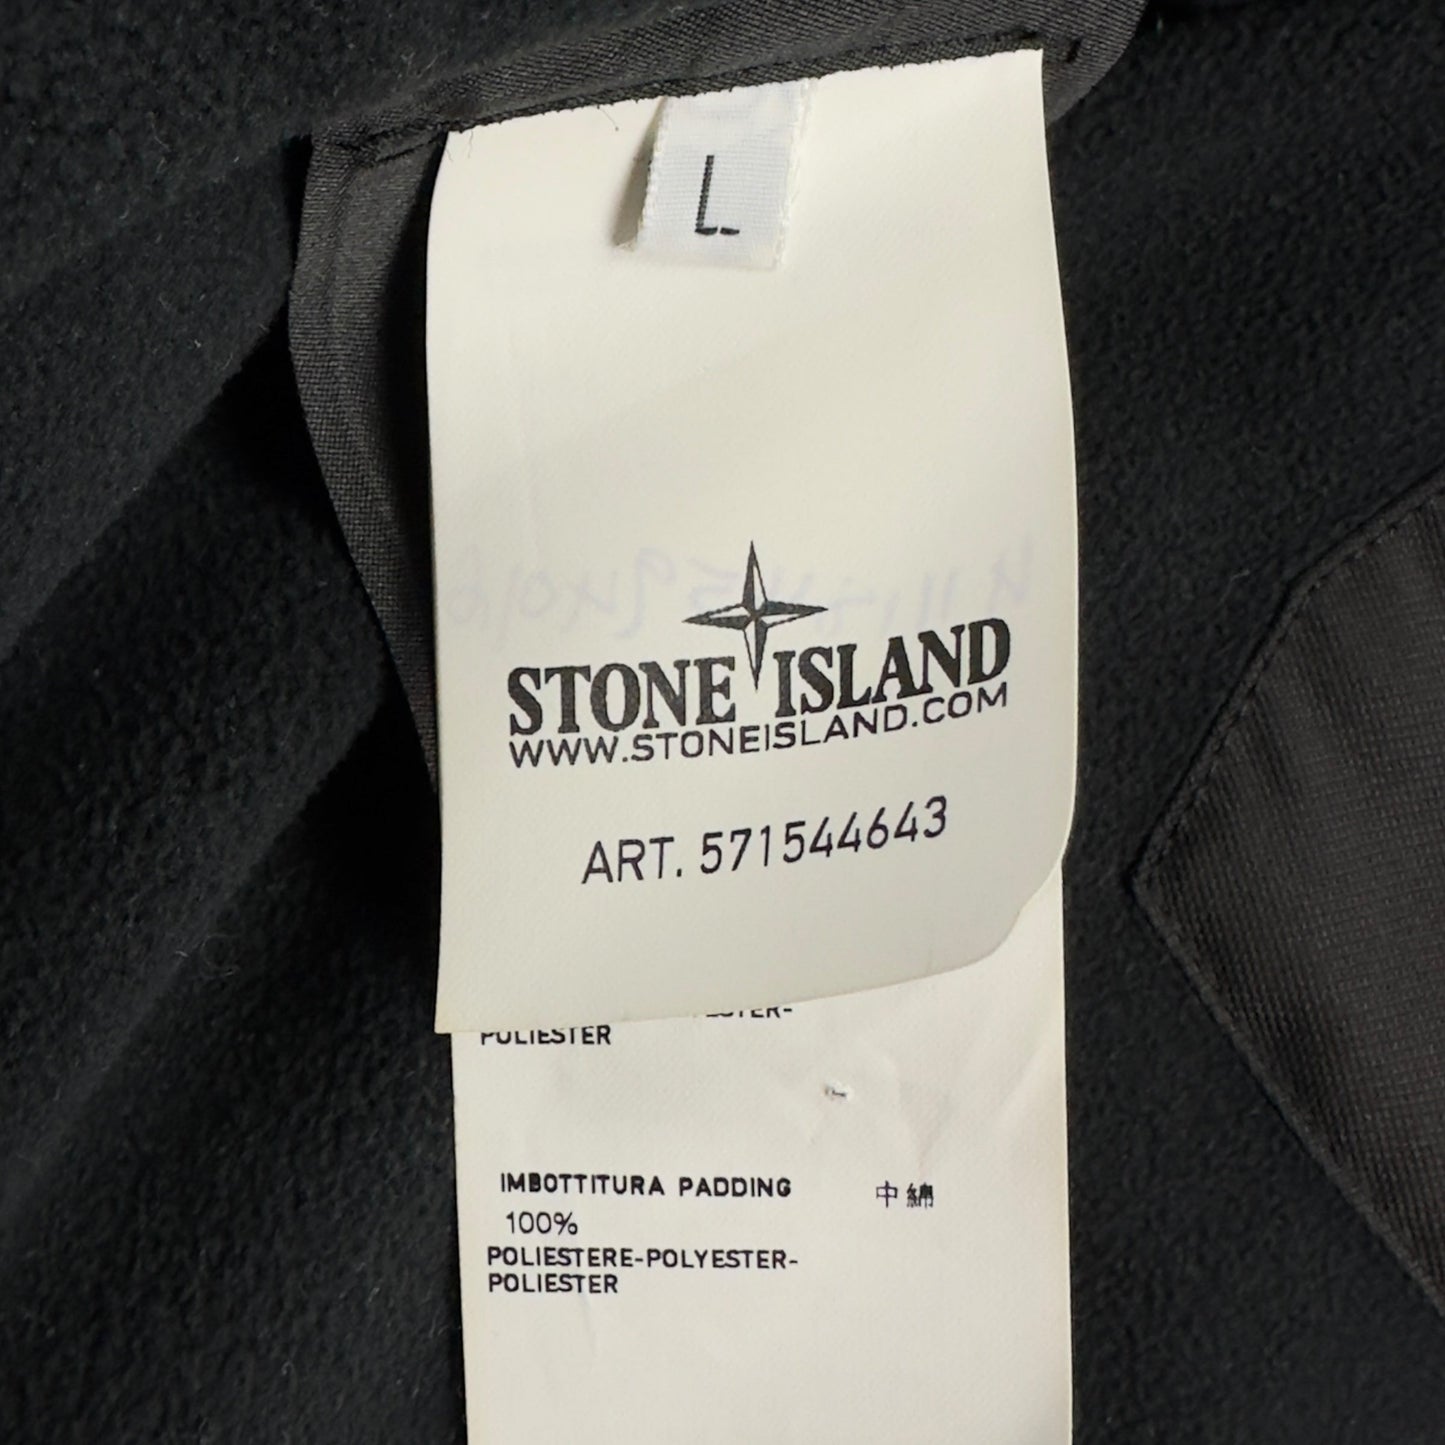 L
STONE ISLAND
WWW.STONEISLAND.COM
ART. 571544643
POLIESTER
IMBOTTITURA PADDING 中綿
100%
POLIESTERE-POLYESTER-
POLIESTER